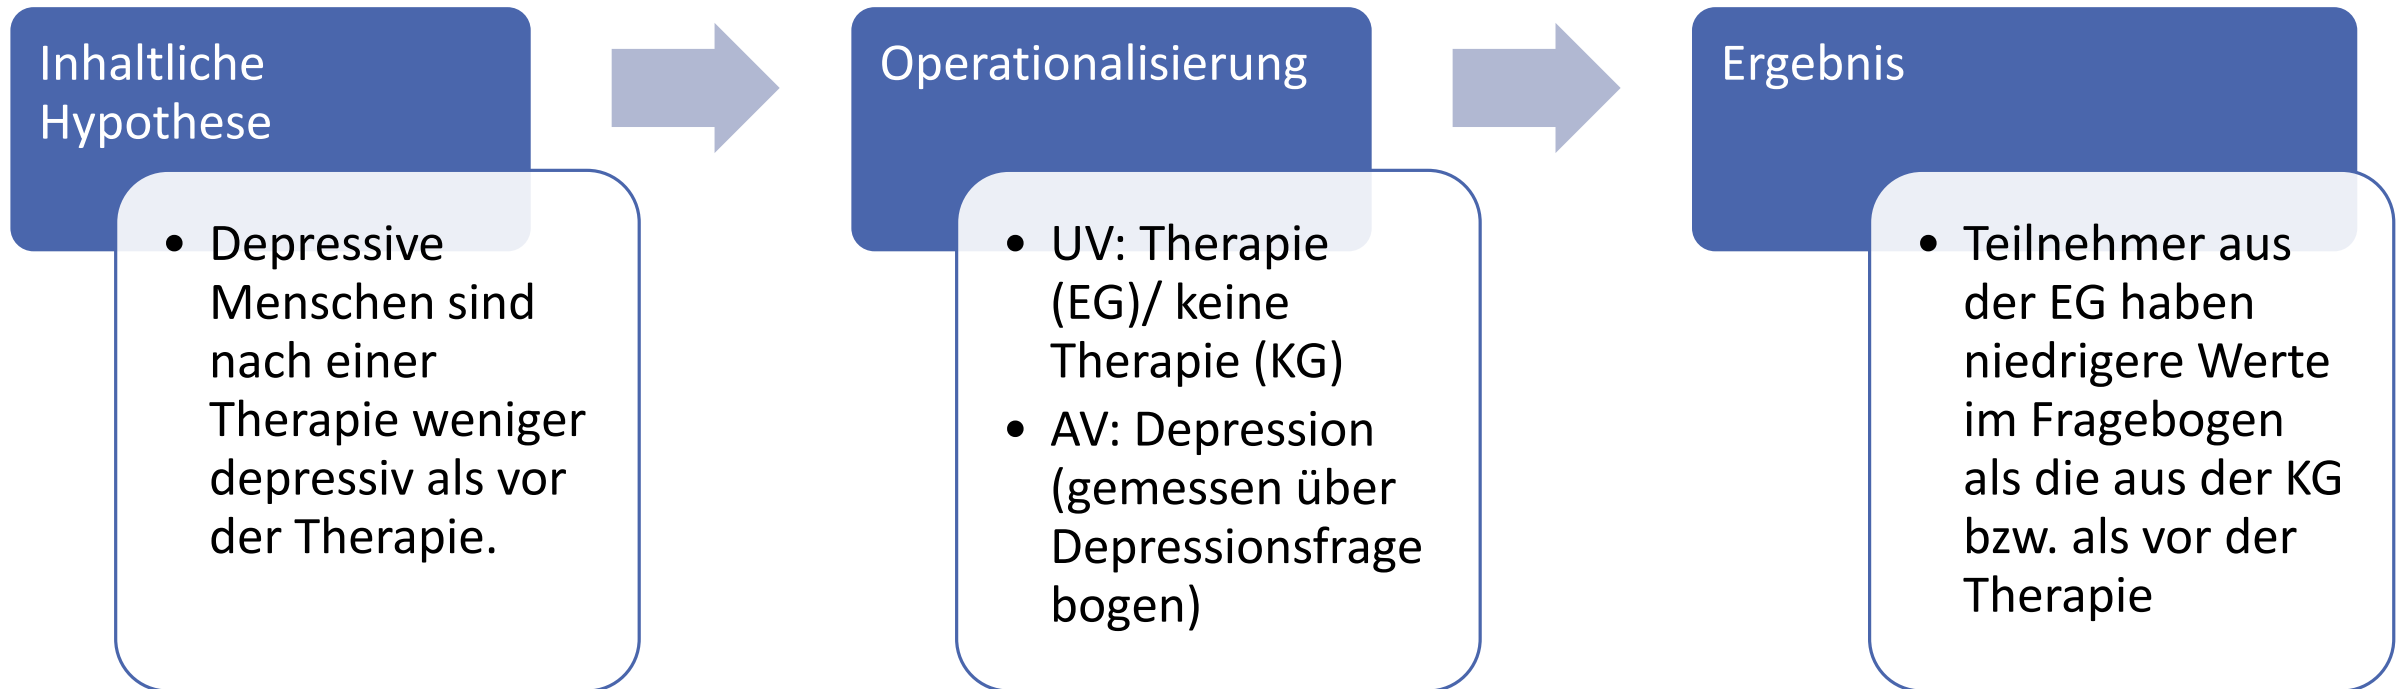 Inhaltliche
Hypothese
• Depressive
Menschen sind
nach einer
Therapie weniger
depressiv als vor
der Therapie.
Operationalisierung
• UV: Therapie
(EG)/ keine
Therapie (KG)
• AV: Depression
(gemessen über
Depressionsfrage
bogen)
Ergebnis
• Teilnehmer aus
der EG haben
niedrigere Werte
im Fragebogen
als die aus der KG
bzw. als vor der
Therapie